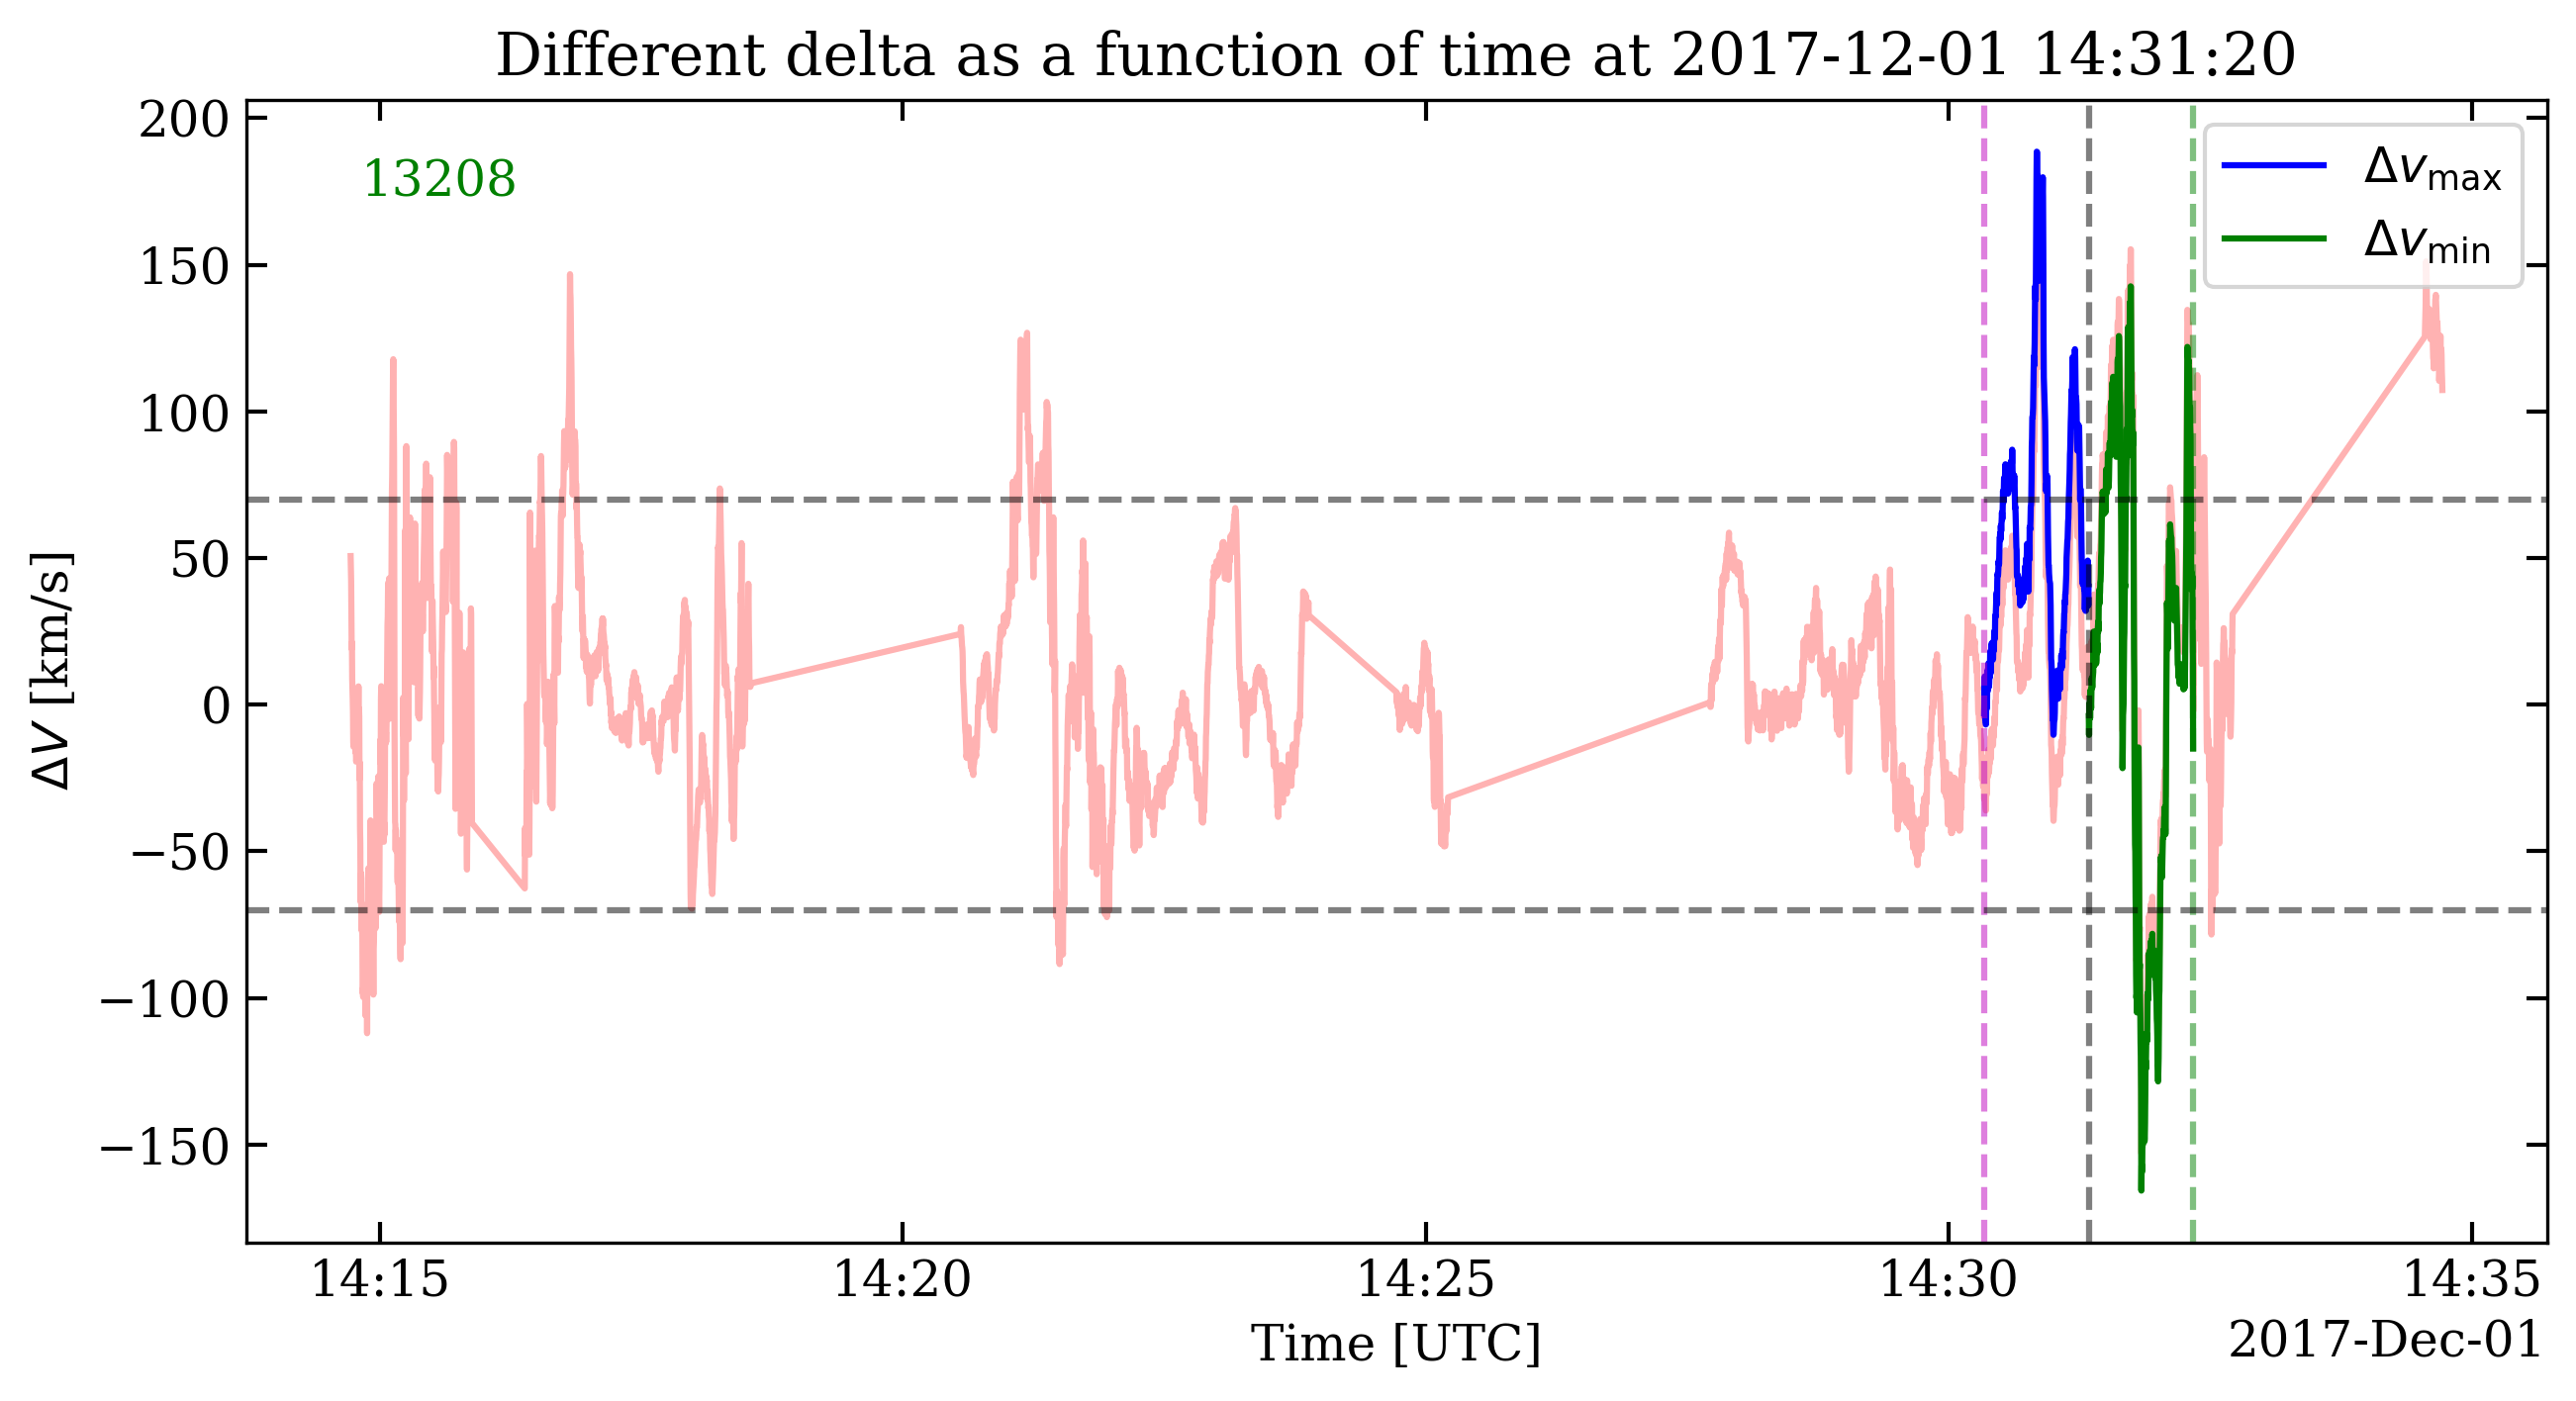 Different delta as a function of time at 2017-12-01 14:31:20
200
13208
Δv_max
150
Δv_min
100
50
0
−50
−100
−150
ΔV [km/s]
14:15 14:20 14:25 14:30 14:35
Time [UTC]
2017-Dec-01